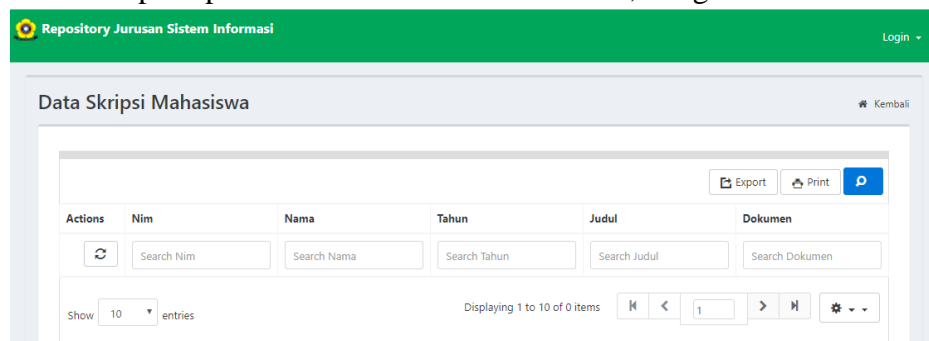 Repository Jurusan Sistem Informasi
Login
Data Skripsi Mahasiswa
Kembali
Export Print
Actions Nim Nama Tahun Judul Dokumen
Search Nim Search Nama Search Tahun Search Judul Search Dokumen
Show 10 entries Displaying 1 to 10 of 0 items 1